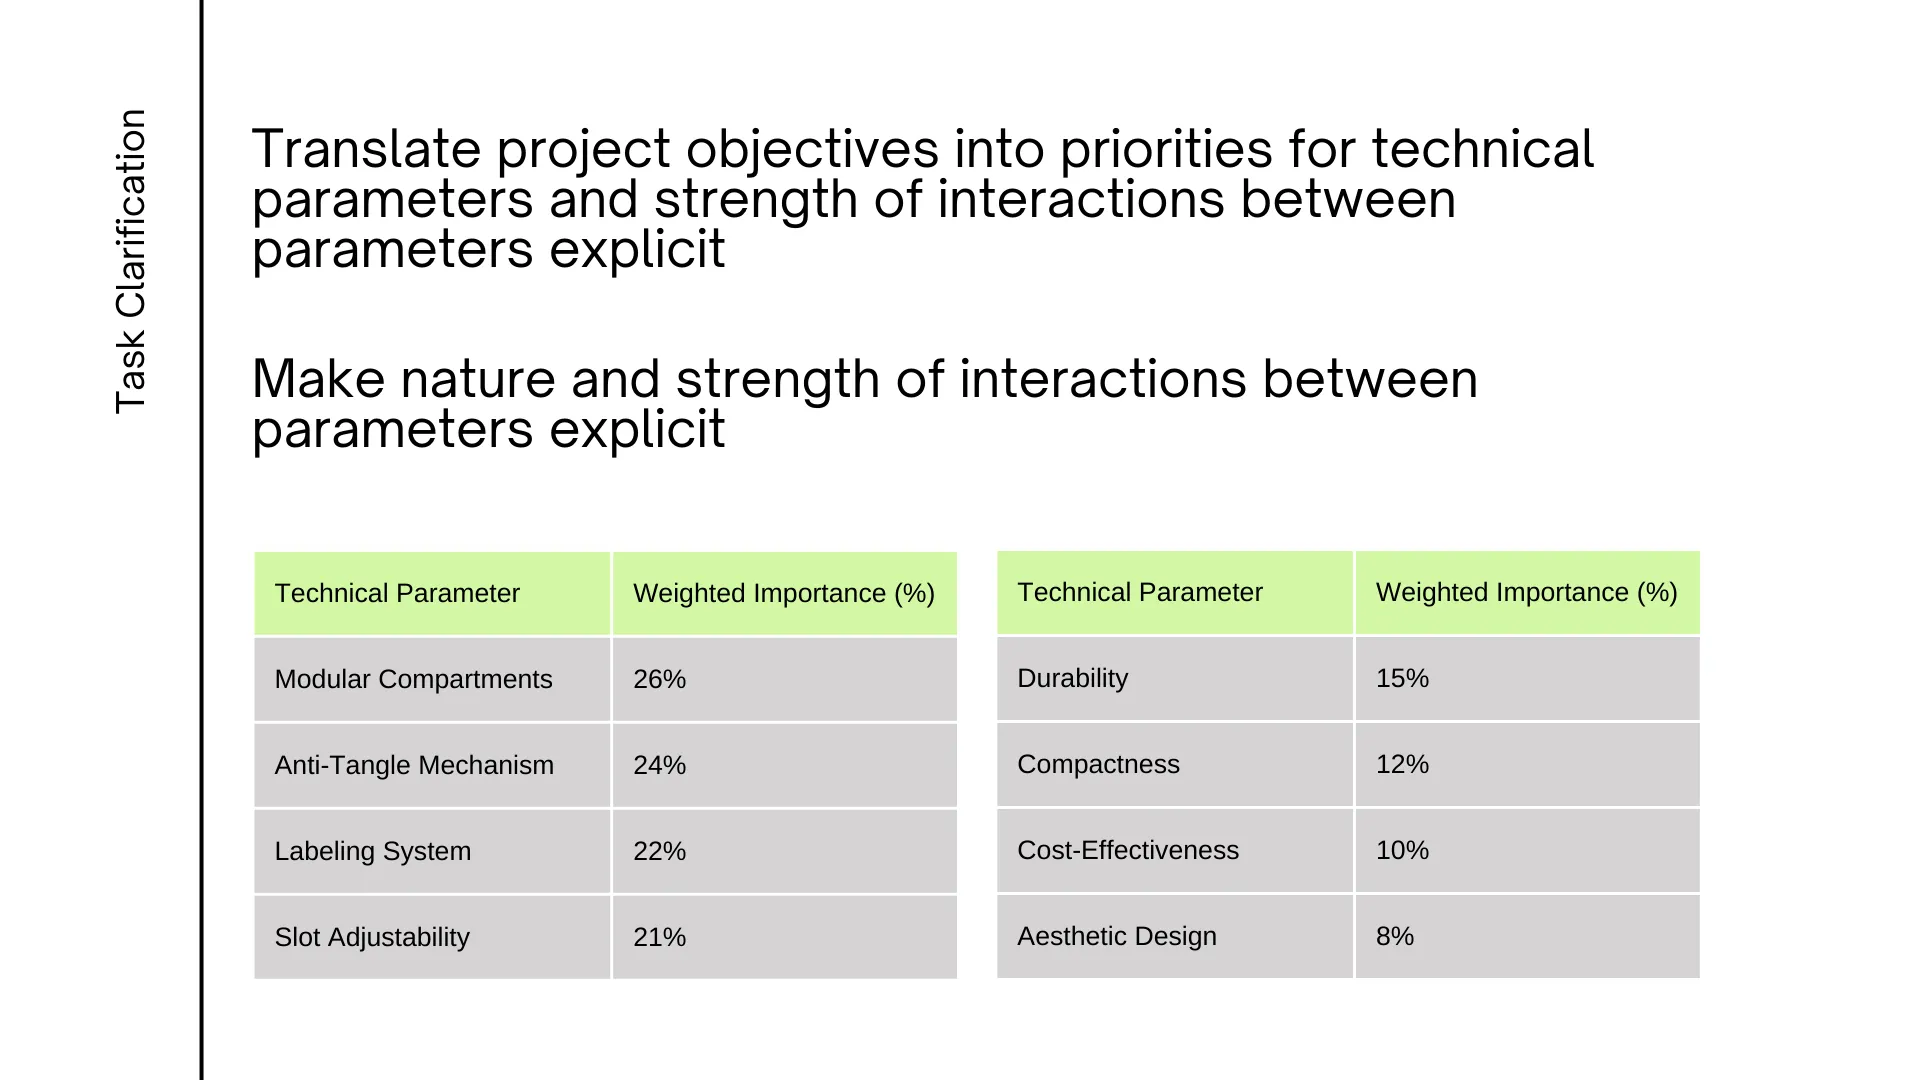 Task Clarification
Translate project objectives into priorities for technical
parameters and strength of interactions between
parameters explicit
Make nature and strength of interactions between
parameters explicit
Technical Parameter Weighted Importance (%)
Modular Compartments 26%
Anti-Tangle Mechanism 24%
Labeling System 22%
Slot Adjustability 21%
Technical Parameter Weighted Importance (%)
Durability 15%
Compactness 12%
Cost-Effectiveness 10%
Aesthetic Design 8%